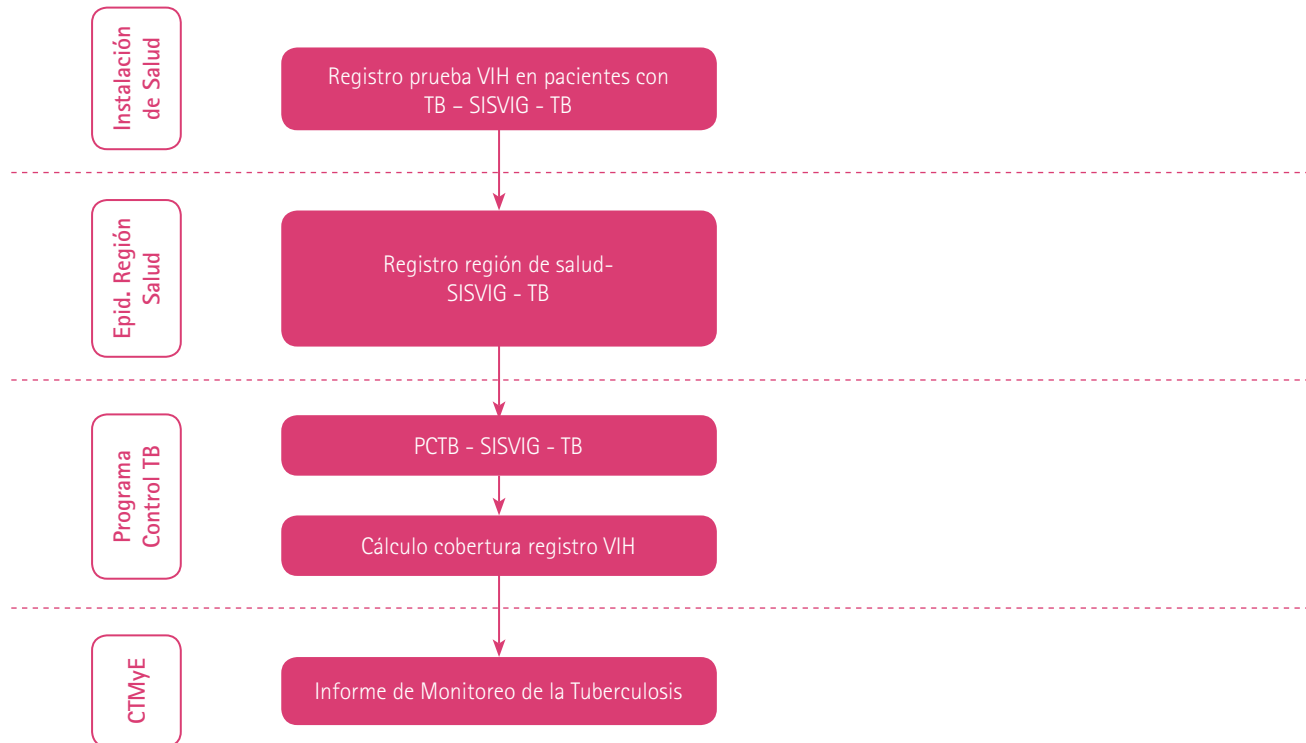 Instalación
de Salud
Registro prueba VIH en pacientes con
TB – SISVIG - TB
Epid. Región
Salud
Registro región de salud-
SISVIG - TB
Programa
Control TB
PCTB - SISVIG - TB
Cálculo cobertura registro VIH
CTMyE
Informe de Monitoreo de la Tuberculosis